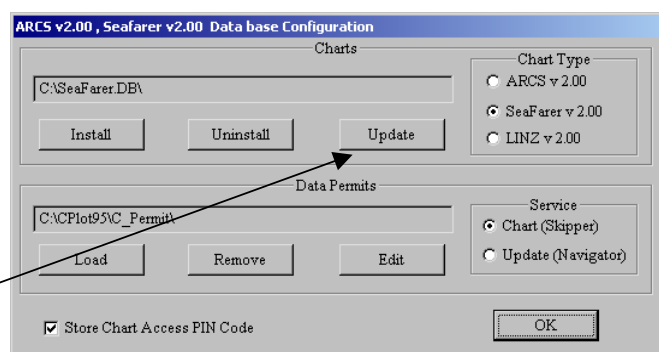 ARCS v2.00 , Seafarer v2.00 Data base Configuration
Charts
C:\SeaFarer.DB\
Install
Uninstall
Update
Chart Type
ARCS v 2.00
SeaFarer v 2.00
LINZ v 2.00
Data Permits
C:\CPlot95\C_Permit\
Load
Remove
Edit
Service
Chart (Skipper)
Update (Navigator)
Store Chart Access PIN Code
OK